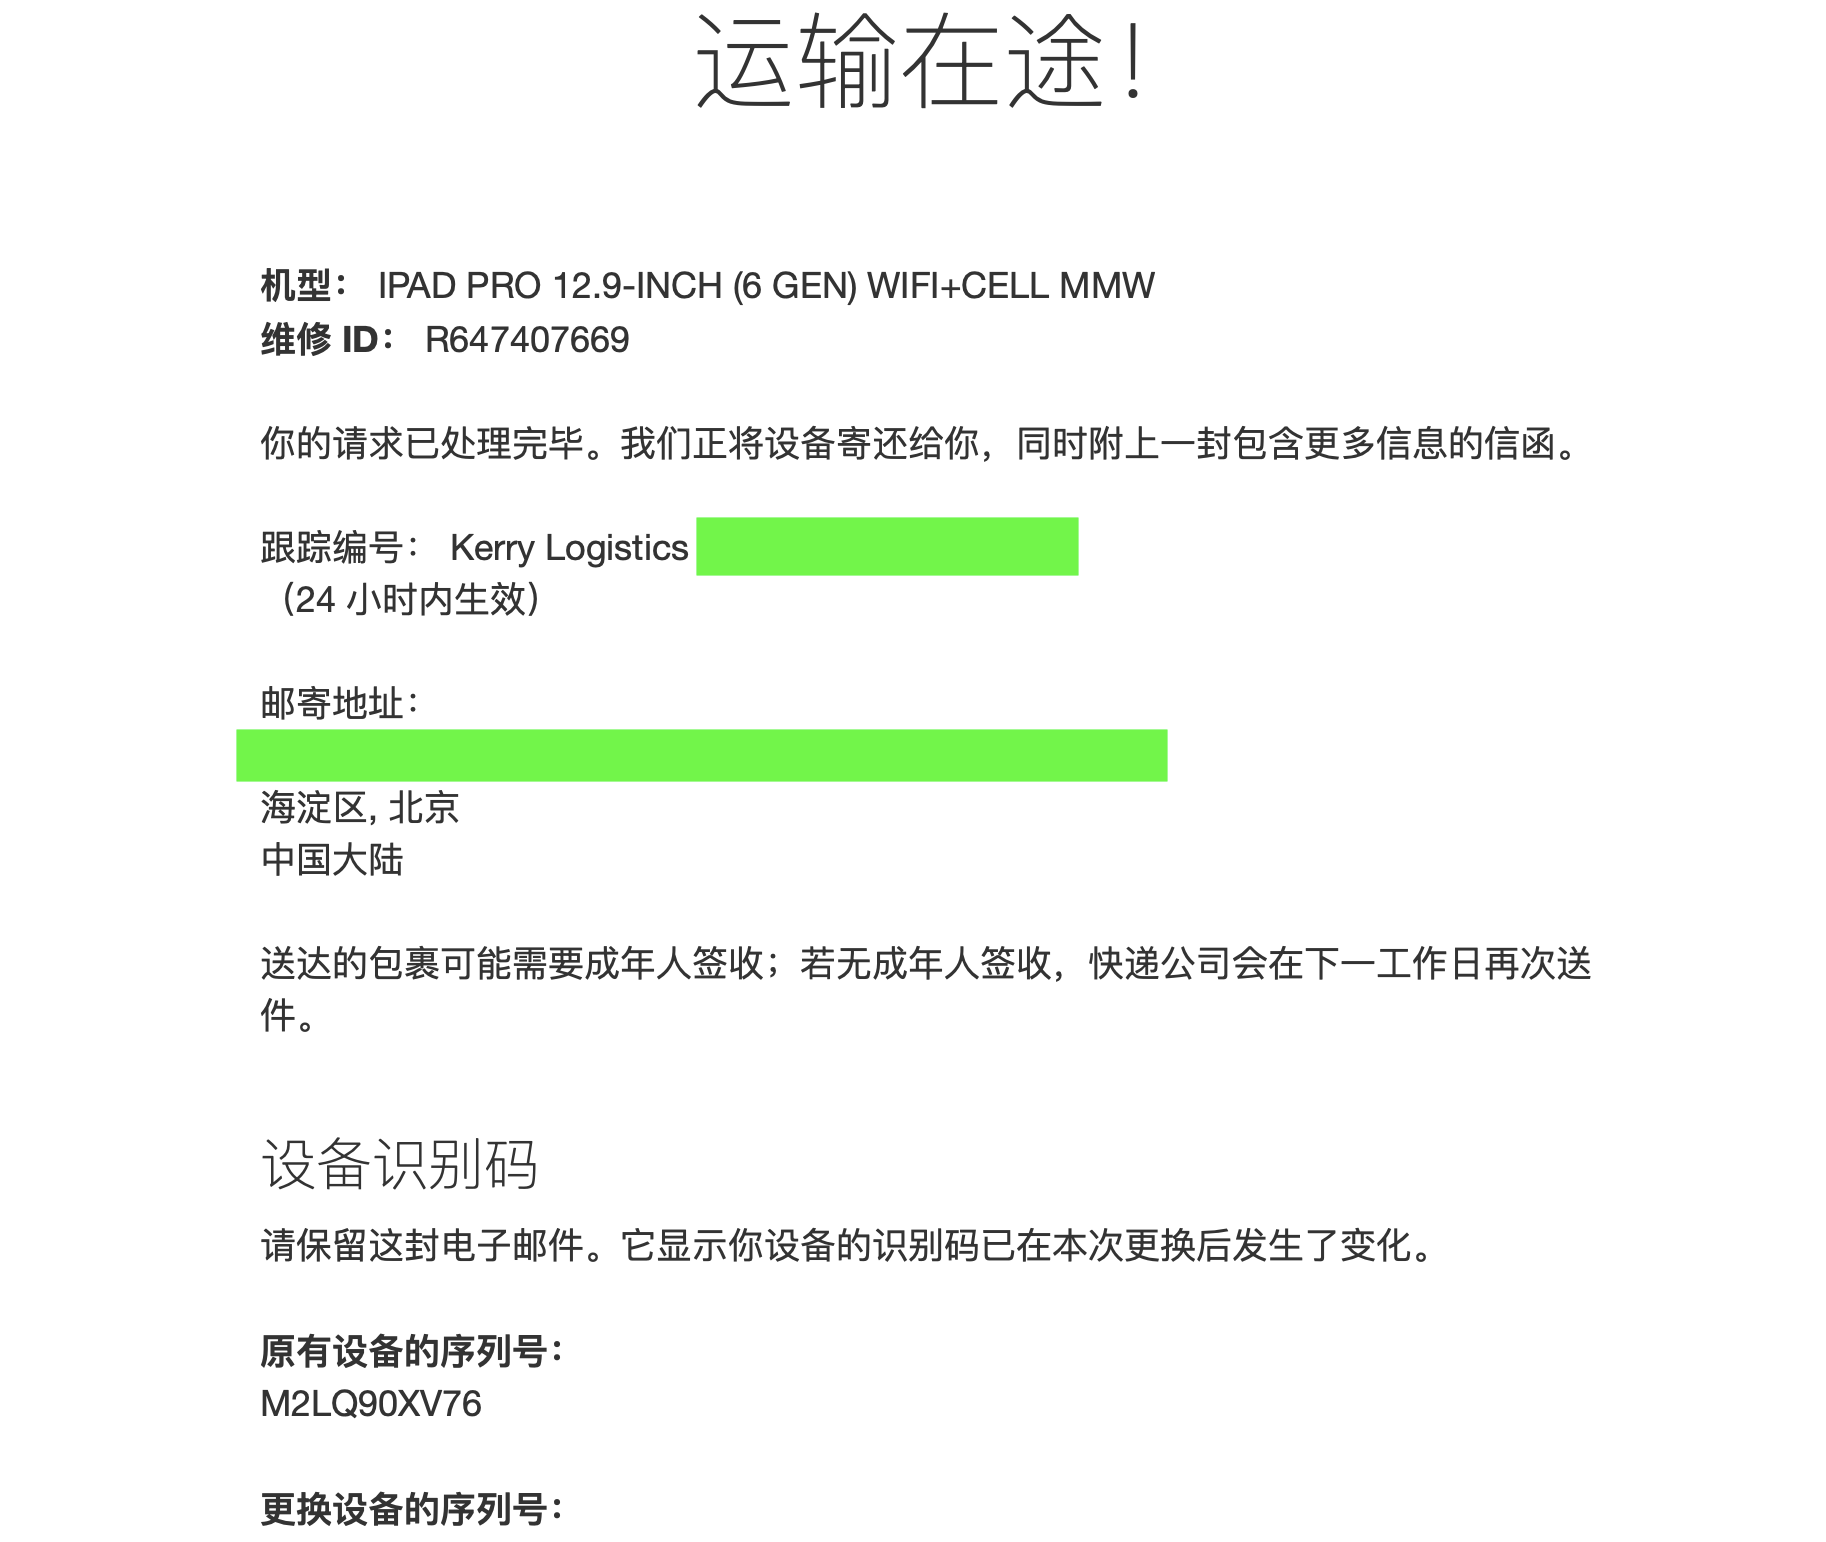 运输在途！
机型： IPAD PRO 12.9-INCH (6 GEN) WIFI+CELL MMW
维修 ID： R647407669
你的请求已处理完毕。我们正将设备寄还给你，同时附上一封包含更多信息的信函。
跟踪编号： Kerry Logistics
（24 小时内生效）
邮寄地址：
海淀区, 北京
中国大陆
送达的包裹可能需要成年人签收；若无成年人签收，快递公司会在下一工作日再次送
件。
设备识别码
请保留这封电子邮件。它显示你设备的识别码已在本次更换后发生了变化。
原有设备的序列号：
M2LQ90XV76
更换设备的序列号：